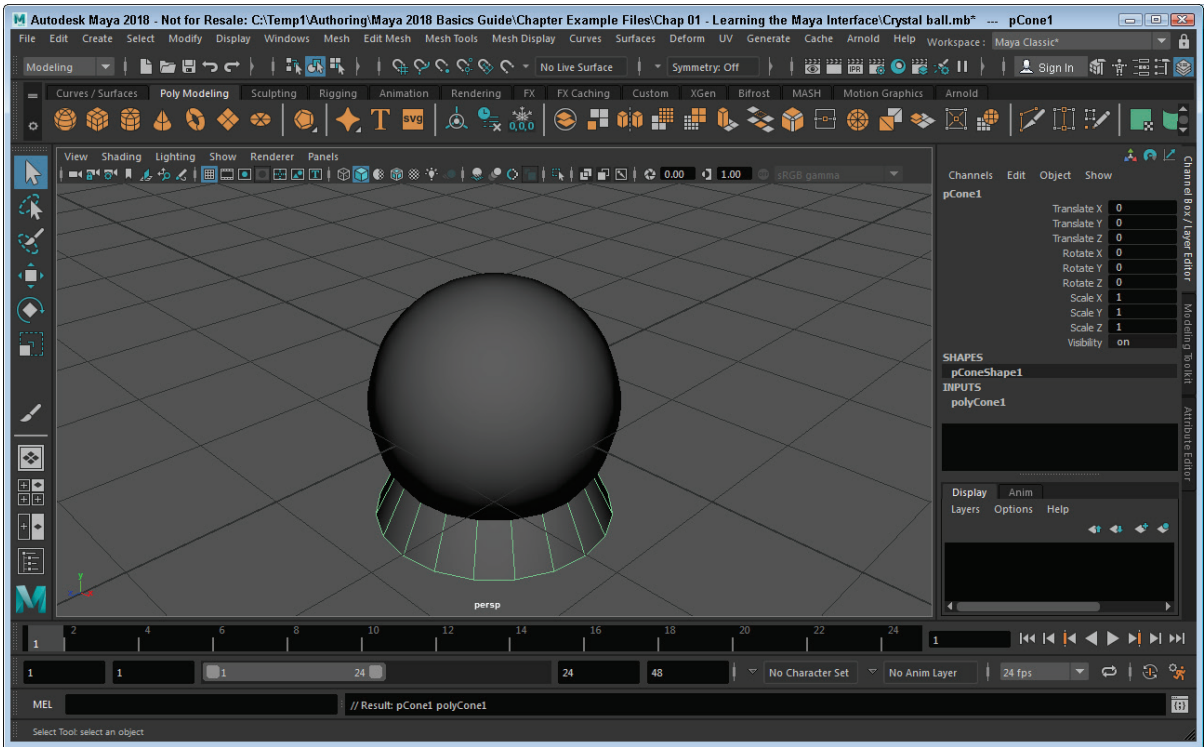 Autodesk Maya 2018 - Not for Resale: C:\Temp1\Authoring\Maya 2018 Basics Guide\Chapter Example Files\Chap 01 - Learning the Maya Interface\Crystal ball.mb* --- pCone1
File Edit Create Select Modify Display Windows Mesh Edit Mesh Mesh Tools Mesh Display Curves Surfaces Deform UV Generate Cache Arnold Help Workspace: Maya Classic*
Modeling No Live Surface Symmetry: Off IPR Sign In
Curves / Surfaces Poly Modeling Sculpting Rigging Animation Rendering FX FX Caching Custom XGen Bifrost MASH Motion Graphics Arnold
T SVG 0,0,0
View Shading Lighting Show Renderer Panels
0.00 1.00 sRGB gamma
Channels Edit Object Show
pCone1
Translate X 0
Translate Y 0
Translate Z 0
Rotate X 0
Rotate Y 0
Rotate Z 0
Scale X 1
Scale Y 1
Scale Z 1
Visibility on
SHAPES
pConeShape1
INPUTS
polyCone1
Channel Box / Layer Editor
Modeling Toolkit
Attribute Editor
Display Anim
Layers Options Help
y
persp
1 2 4 6 8 10 12 14 16 18 20 22 24 1
1 1 1 24 24 48 No Character Set No Anim Layer 24 fps
MEL // Result: pCone1 polyCone1
Select Tool: select an object